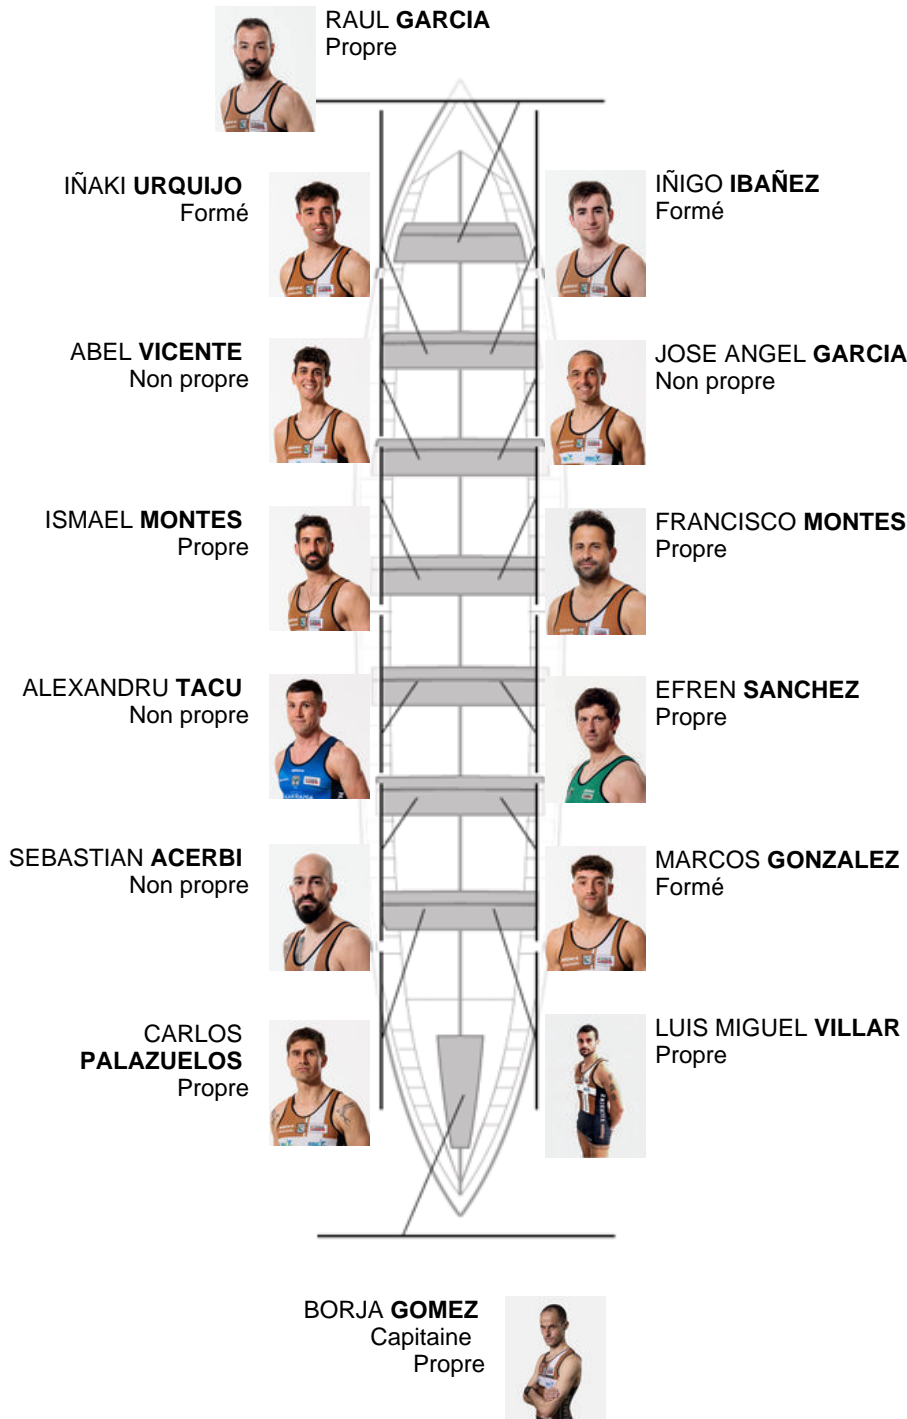 RAUL GARCIA
Propre
IÑAKI URQUIJO
Formé
IÑIGO IBAÑEZ
Formé
ABEL VICENTE
Non propre
JOSE ANGEL GARCIA
Non propre
ISMAEL MONTES
Propre
FRANCISCO MONTES
Propre
ALEXANDRU TACU
Non propre
EFREN SANCHEZ
Propre
SEBASTIAN ACERBI
Non propre
MARCOS GONZALEZ
Formé
CARLOS
PALAZUELOS
Propre
LUIS MIGUEL VILLAR
Propre
BORJA GOMEZ
Capitaine
Propre